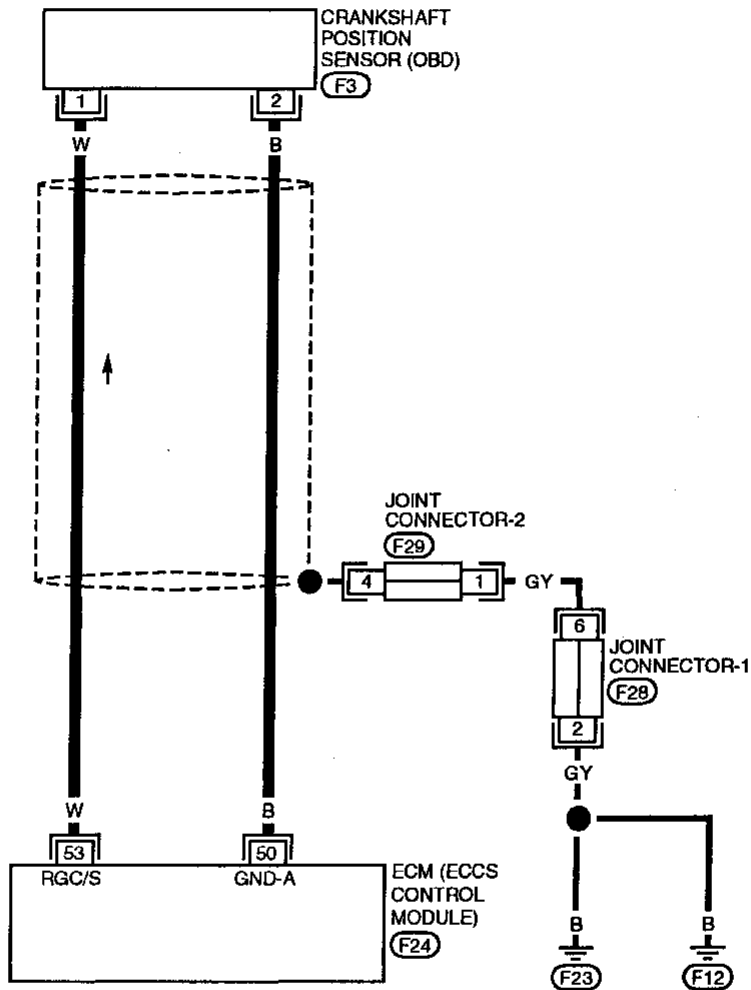 CRANKSHAFT
POSITION
SENSOR (OBD)
F3
1 2
W B
JOINT
CONNECTOR-2
F29
4 1 GY
6
JOINT
CONNECTOR-1
F28
2
GY
W B
53 50
RGC/S GND-A
ECM (ECCS
CONTROL
MODULE)
F24
B B
F23 F12